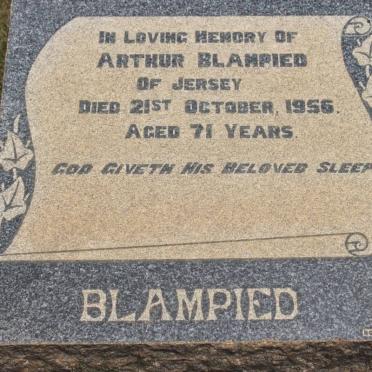 In Loving Memory Of
Arthur Blampied
Of Jersey
Died 21st October, 1956.
Aged 71 Years.
God Giveth His Beloved Sleep
BLAMPIED